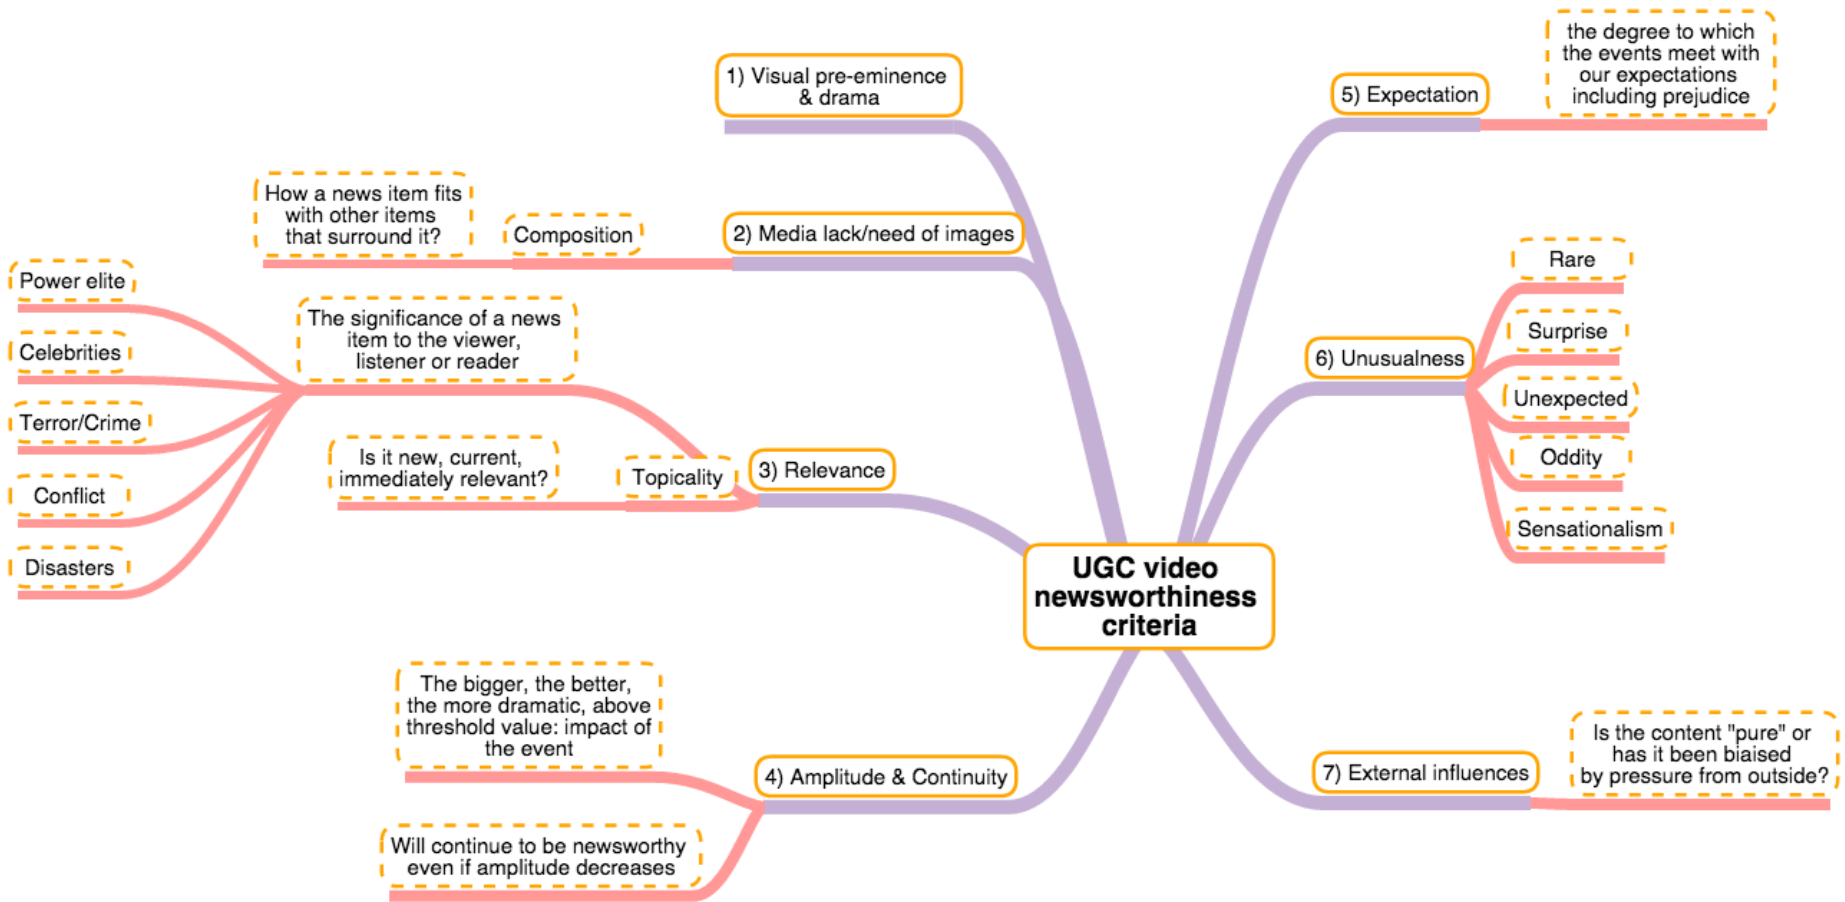 1) Visual pre-eminence
& drama
2) Media lack/need of images
Composition
How a news item fits
with other items
that surround it?
The significance of a news
item to the viewer,
listener or reader
Power elite
Celebrities
Terror/Crime
Conflict
Disasters
3) Relevance
Topicality
Is it new, current,
immediately relevant?
UGC video
newsworthiness
criteria
4) Amplitude & Continuity
The bigger, the better,
the more dramatic, above
threshold value: impact of
the event
Will continue to be newsworthy
even if amplitude decreases
5) Expectation
the degree to which
the events meet with
our expectations
including prejudice
6) Unusualness
Rare
Surprise
Unexpected
Oddity
Sensationalism
7) External influences
Is the content "pure" or
has it been biaised
by pressure from outside?